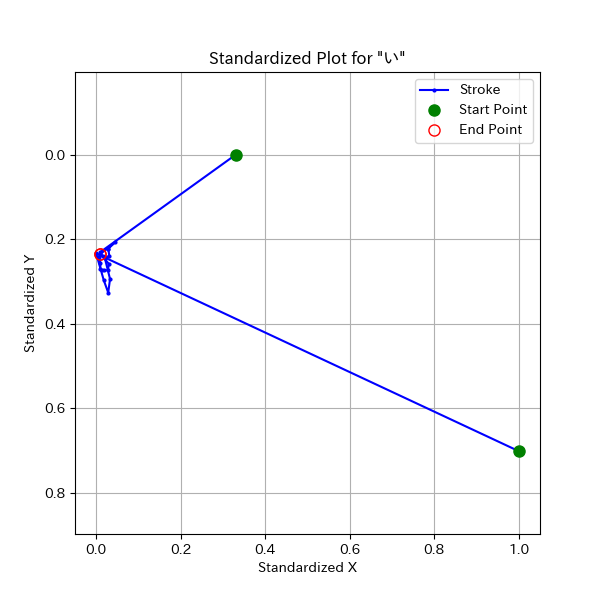 Standardized Plot for "い"
Stroke
Start Point
End Point
0.0
0.2
0.4
0.6
0.8
Standardized Y
0.0 0.2 0.4 0.6 0.8 1.0
Standardized X